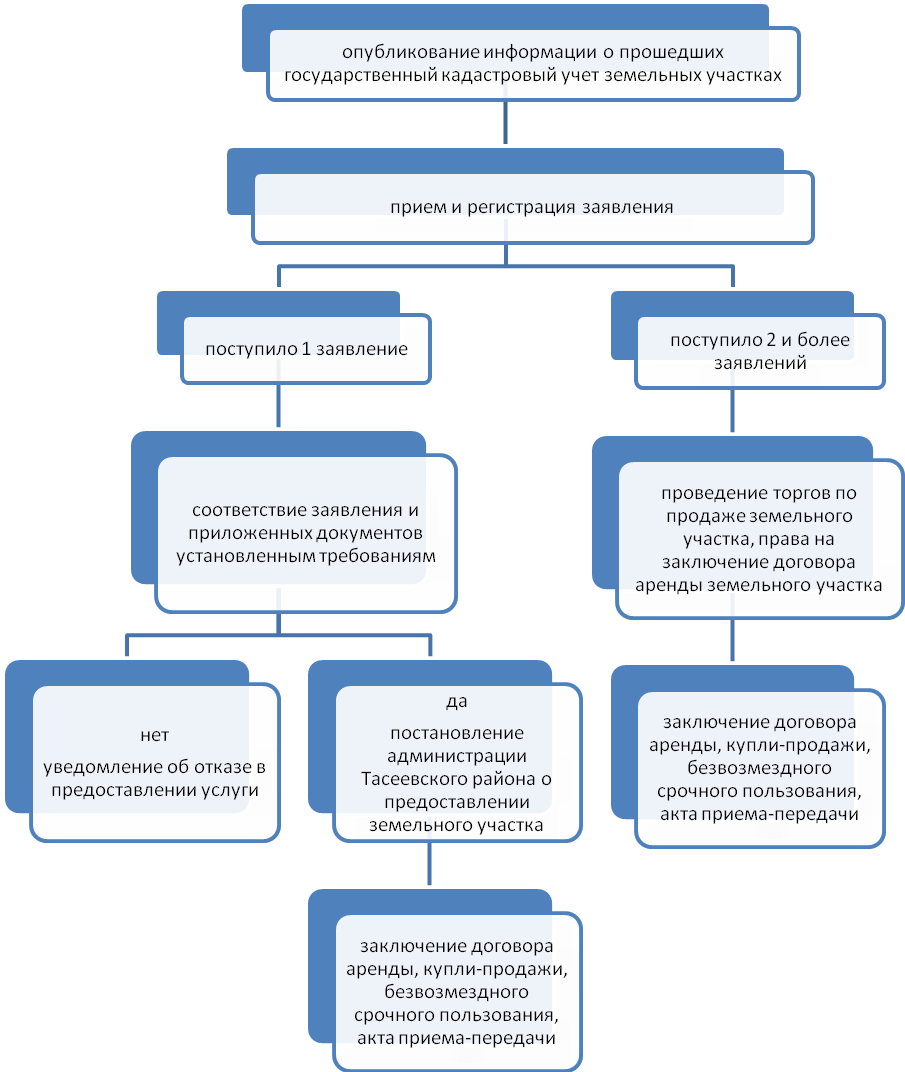 опубликование информации о прошедших
государственный кадастровый учет земельных участках
прием и регистрация заявления
поступило 1 заявление
поступило 2 и более
заявлений
соответствие заявления и
приложенных документов
установленным требованиям
проведение торгов по
продаже земельного
участка, права на
заключение договора
аренды земельного участка
нет
уведомление об отказе в
предоставлении услуги
да
постановление
администрации
Тасеевского района о
предоставлении
земельного участка
заключение договора
аренды, купли-продажи,
безвозмездного
срочного пользования,
акта приема-передачи
заключение договора
аренды, купли-продажи,
безвозмездного
срочного пользования,
акта приема-передачи